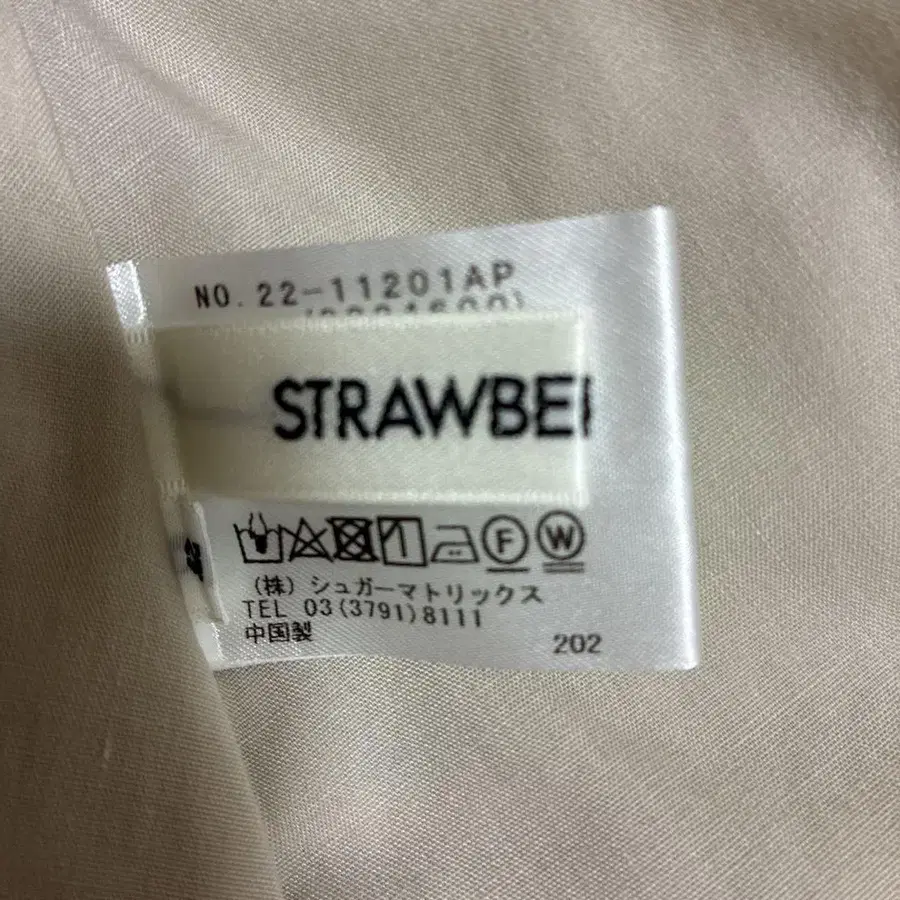 NO. 22-11201AP
STRAWBE
F W
(株) シュガーマトリックス
TEL 03(3791)8111
中国製
202